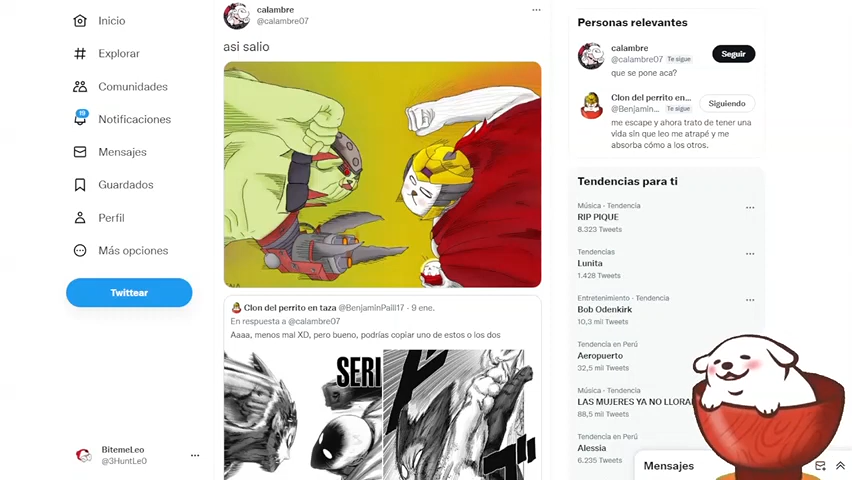 Inicio
Explorar
Comunidades
19
Notificaciones
Mensajes
Guardados
Perfil
Más opciones
Twittear
BitemeLeo
@3HuntLe0
calambre
@calambre07
asi salio
Clon del perrito en taza @BenjaminPaill17 · 9 ene.
En respuesta a @calambre07
Aaaa, menos mal XD, pero bueno, podrías copiar uno de estos o los dos
SERI
Personas relevantes
calambre
@calambre07 Te sigue
Seguir
que se pone aca?
Clon del perrito en...
@Benjamin... Te sigue
Siguiendo
me escape y ahora trato de tener una
vida sin que leo me atrapé y me
absorba cómo a los otros.
Tendencias para ti
Música · Tendencia
RIP PIQUE
8.323 Tweets
Tendencias
Lunita
1.428 Tweets
Entretenimiento · Tendencia
Bob Odenkirk
10,3 mil Tweets
Tendencia en Perú
Aeropuerto
32,5 mil Tweets
Música · Tendencia
LAS MUJERES YA NO LLORA
88,5 mil Tweets
Tendencia en Perú
Alessia
6.235 Tweets
Mensajes